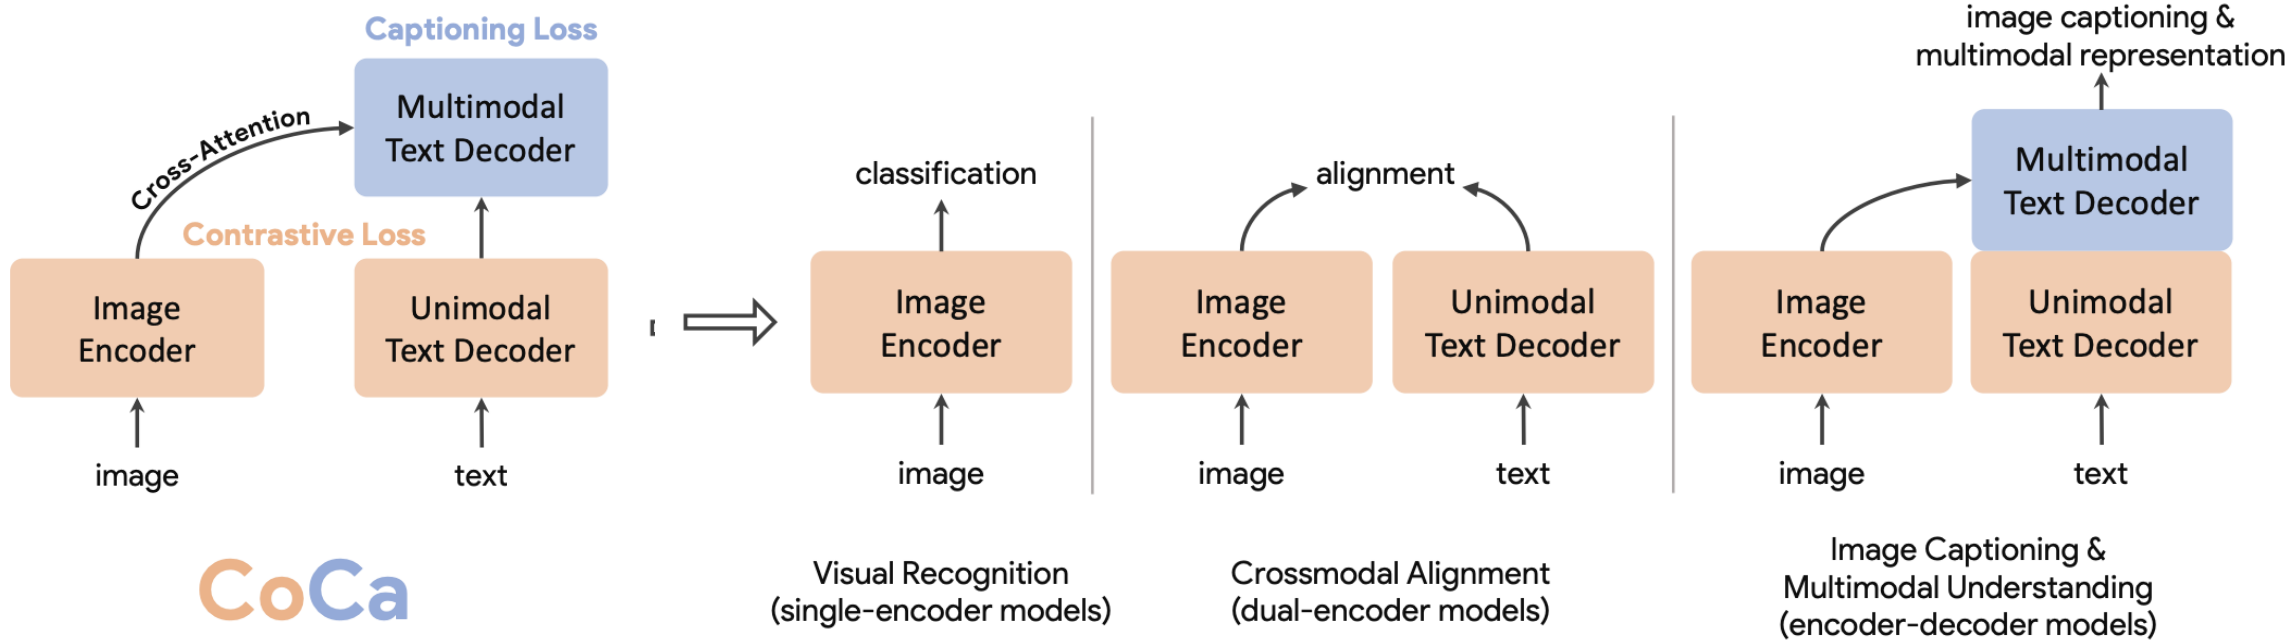 Captioning Loss
Multimodal
Text Decoder
Cross-Attention
Contrastive Loss
Image
Encoder
Unimodal
Text Decoder
image
text
CoCa
classification
Image
Encoder
image
Visual Recognition
(single-encoder models)
alignment
Image
Encoder
Unimodal
Text Decoder
image
text
Crossmodal Alignment
(dual-encoder models)
image captioning &
multimodal representation
Multimodal
Text Decoder
Image
Encoder
Unimodal
Text Decoder
image
text
Image Captioning &
Multimodal Understanding
(encoder-decoder models)